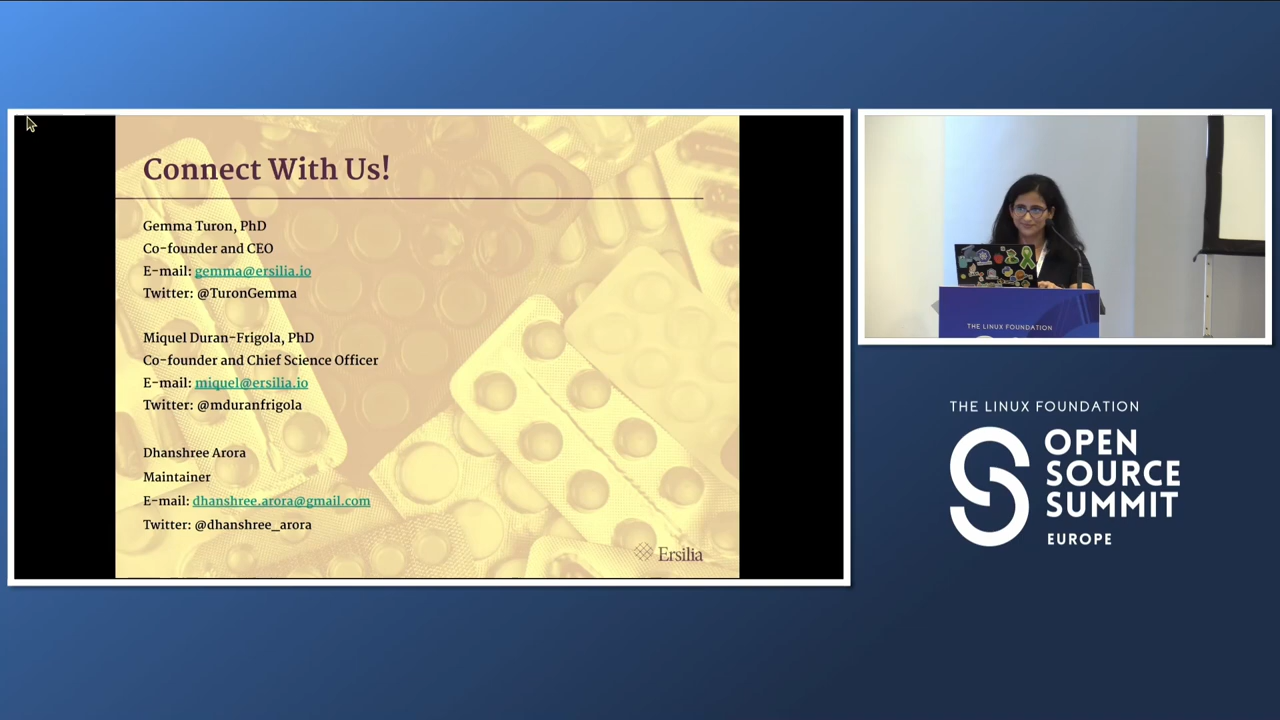 Connect With Us!
Gemma Turon, PhD
Co-founder and CEO
E-mail: gemma@ersilia.io
Twitter: @TuronGemma
Miquel Duran-Frigola, PhD
Co-founder and Chief Science Officer
E-mail: miquel@ersilia.io
Twitter: @mduranfrigola
Dhanshree Arora
Maintainer
E-mail: dhanshree.arora@gmail.com
Twitter: @dhanshree_arora
Ersilia
THE LINUX FOUNDATION
THE LINUX FOUNDATION
OPEN
SOURCE
SUMMIT
EUROPE